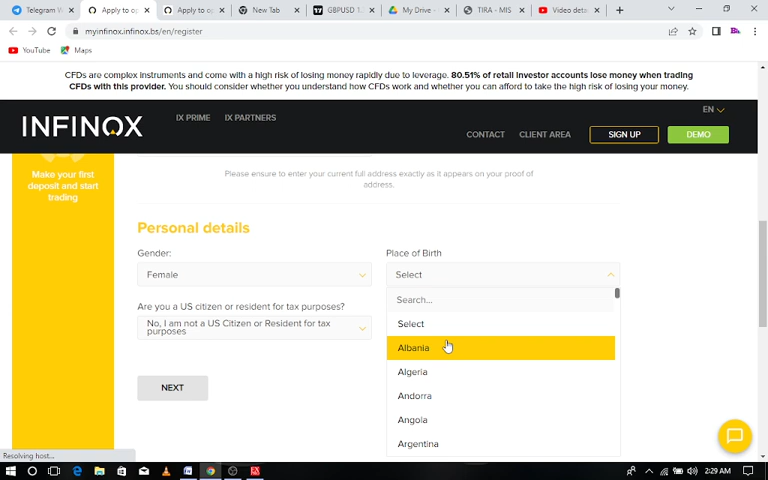 Telegram W
Apply to op
Apply to op
New Tab
GBPUSD 1.
My Drive -
TIRA - MIS
Video deta
myinfinox.infinox.bs/en/register
YouTube
Maps
CFDs are complex instruments and come with a high risk of losing money rapidly due to leverage. 80.51% of retail investor accounts lose money when trading
CFDs with this provider. You should consider whether you understand how CFDs work and whether you can afford to take the high risk of losing your money.
INFINOX
IX PRIME
IX PARTNERS
EN
CONTACT
CLIENT AREA
SIGN UP
DEMO
Make your first
deposit and start
trading
Please ensure to enter your current full address exactly as it appears on your proof of
address.
Personal details
Gender:
Place of Birth
Female
Select
Search...
Are you a US citizen or resident for tax purposes?
No, I am not a US Citizen or Resident for tax
purposes
Select
Albania
Algeria
Andorra
Angola
Argentina
NEXT
Resolving host...
2:29 AM